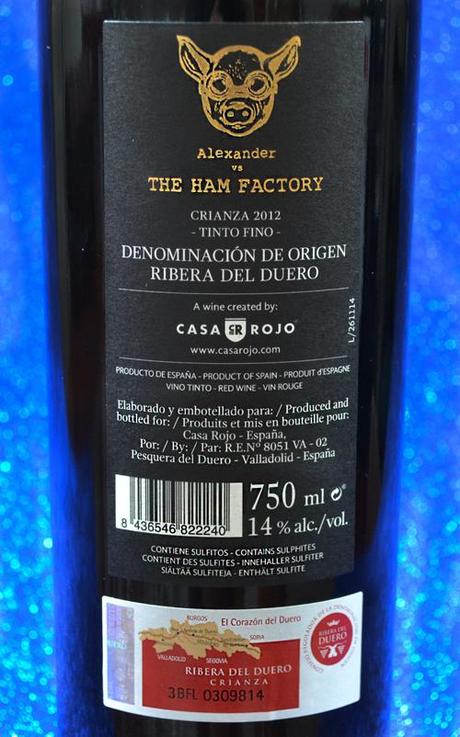 Alexander
vs
THE HAM FACTORY
CRIANZA 2012
- TINTO FINO -
DENOMINACIÓN DE ORIGEN
RIBERA DEL DUERO
A wine created by:
CASA CR ROJO
www.casarojo.com
L/261114
PRODUCTO DE ESPAÑA - PRODUCT OF SPAIN - PRODUIT d'ESPAGNE
VINO TINTO - RED WINE - VIN ROUGE
Elaborado y embotellado para: / Produced and
bottled for: / Produits et mis en bouteille pour:
Casa Rojo - España,
Por: / By: / Par: R.E.Nº 8051 VA - 02
Pesquera del Duero - Valladolid - España
8 436546 822240
750 ml e
14 % alc./vol.
CONTIENE SULFITOS - CONTAINS SULPHITES
CONTIENT DES SULFITES - INNEHALLER SULFITER
SIÄLTÄÄ SULFITEJA - ENTHÄLT SULFITE
BURGOS
El Corazón del Duero
SORIA
VALLADOLID
SEGOVIA
RIBERA DEL DUERO
CRIANZA
3BFL 0309814
RIBERA DEL
DUERO